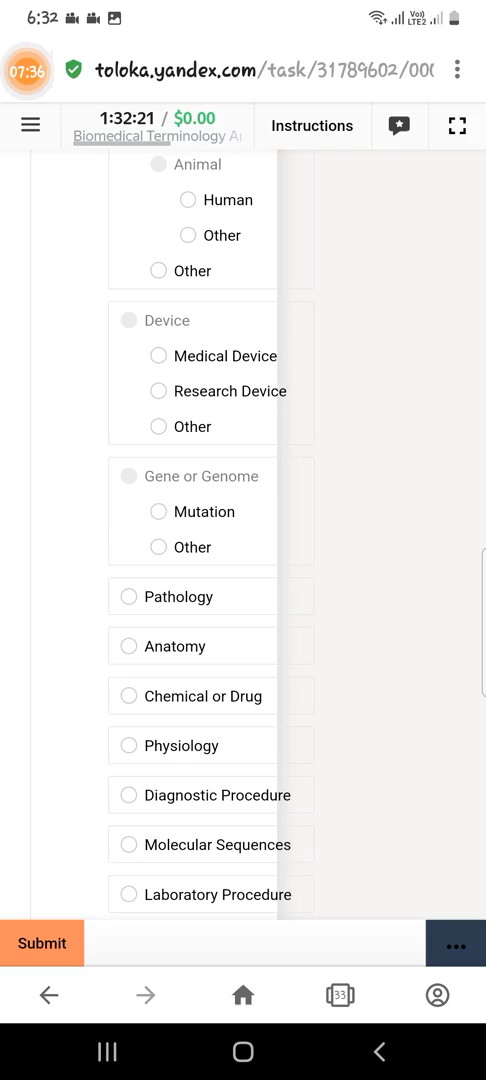 6:32
Vo))
LTE2
07:36
toloka.yandex.com/task/31789602/00(
1:32:21 / $0.00
Biomedical Terminology A
Instructions
Animal
Human
Other
Other
Device
Medical Device
Research Device
Other
Gene or Genome
Mutation
Other
Pathology
Anatomy
Chemical or Drug
Physiology
Diagnostic Procedure
Molecular Sequences
Laboratory Procedure
Submit
...
33